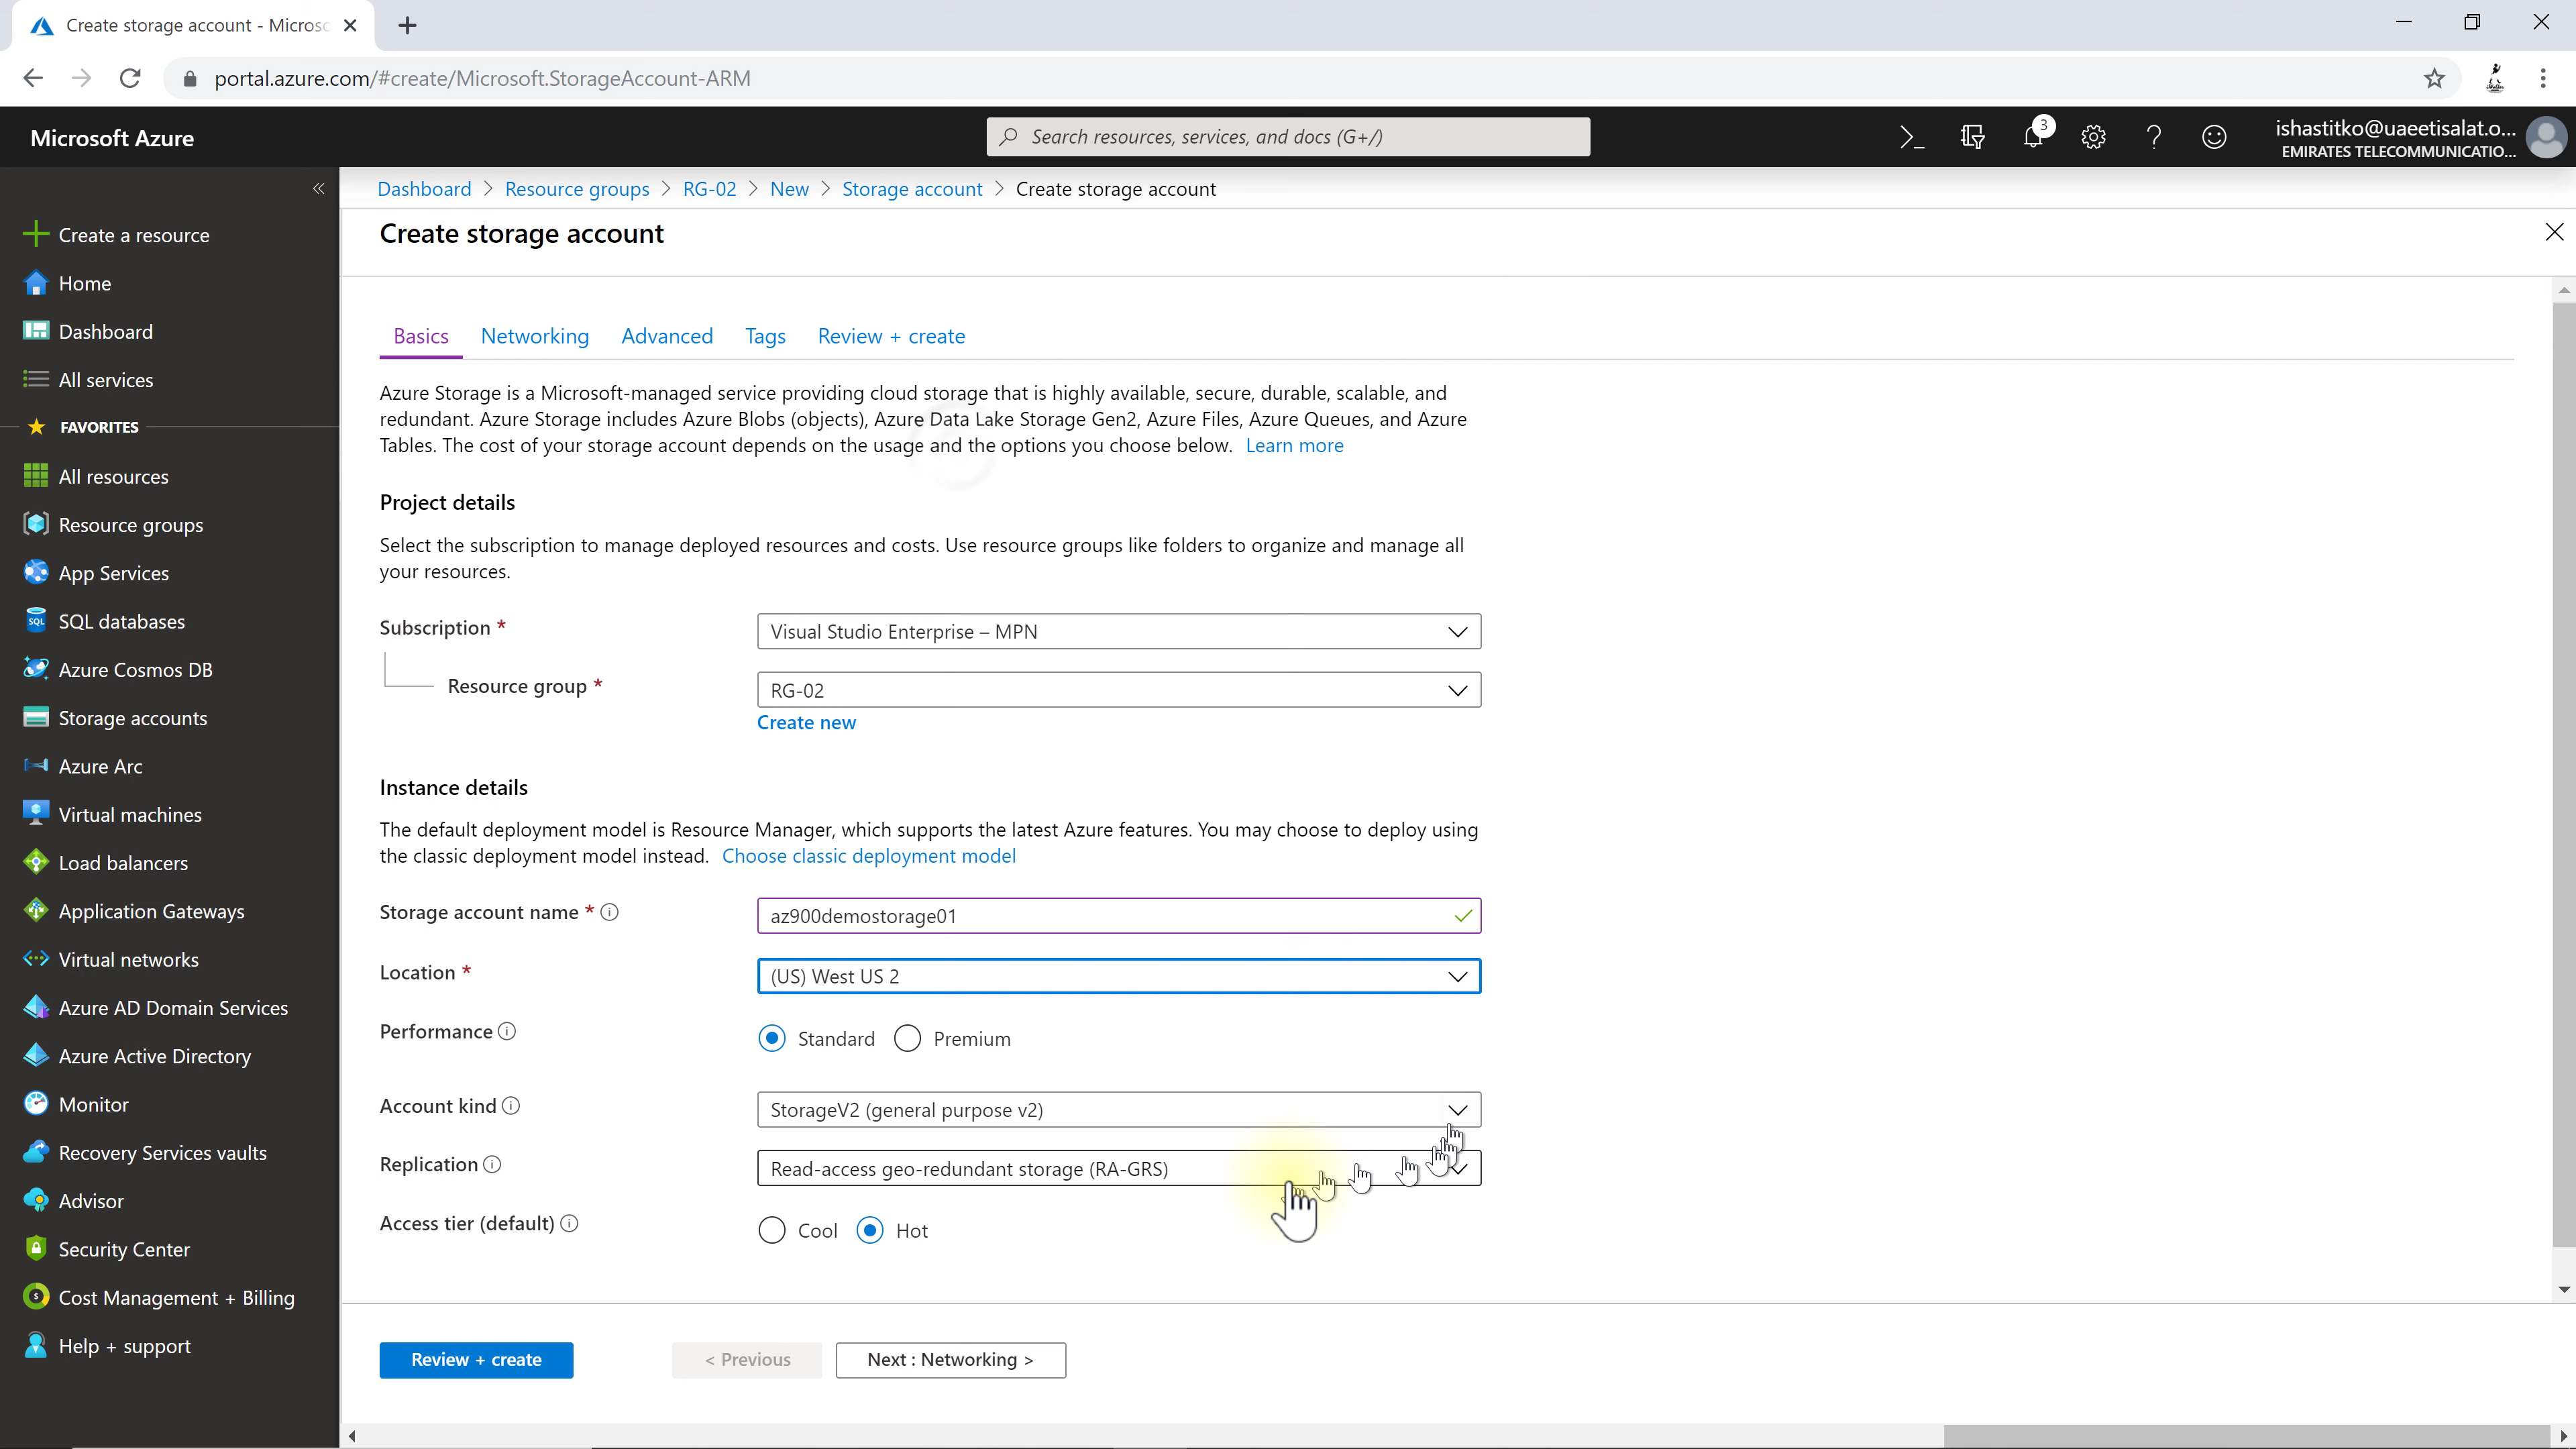 Create storage account - Micros
portal.azure.com/#create/Microsoft.StorageAccount-ARM
Microsoft Azure
Search resources, services, and docs (G+/)
3
ishastitko@uaeetisalat.o...
EMIRATES TELECOMMUNICATIO...
Dashboard > Resource groups > RG-02 > New > Storage account > Create storage account
Create storage account
Create a resource
Home
Dashboard
All services
FAVORITES
All resources
Resource groups
App Services
SQL databases
Azure Cosmos DB
Storage accounts
Azure Arc
Virtual machines
Load balancers
Application Gateways
Virtual networks
Azure AD Domain Services
Azure Active Directory
Monitor
Recovery Services vaults
Advisor
Security Center
Cost Management + Billing
Help + support
Basics Networking Advanced Tags Review + create
Azure Storage is a Microsoft-managed service providing cloud storage that is highly available, secure, durable, scalable, and
redundant. Azure Storage includes Azure Blobs (objects), Azure Data Lake Storage Gen2, Azure Files, Azure Queues, and Azure
Tables. The cost of your storage account depends on the usage and the options you choose below. Learn more
Project details
Select the subscription to manage deployed resources and costs. Use resource groups like folders to organize and manage all
your resources.
Subscription * Visual Studio Enterprise – MPN
Resource group * RG-02
Create new
Instance details
The default deployment model is Resource Manager, which supports the latest Azure features. You may choose to deploy using
the classic deployment model instead. Choose classic deployment model
Storage account name * az900demostorage01
Location * (US) West US 2
Performance Standard Premium
Account kind StorageV2 (general purpose v2)
Replication Read-access geo-redundant storage (RA-GRS)
Access tier (default) Cool Hot
Review + create < Previous Next : Networking >